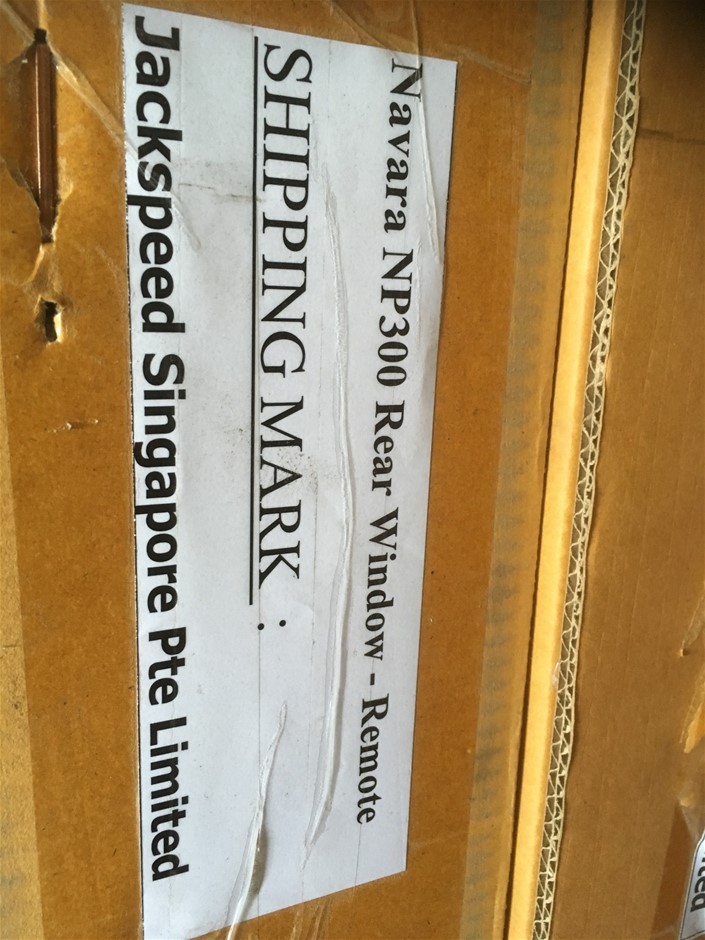 Navara NP300 Rear Window - Remote
SHIPPING MARK :
Jackspeed Singapore Pte Limited